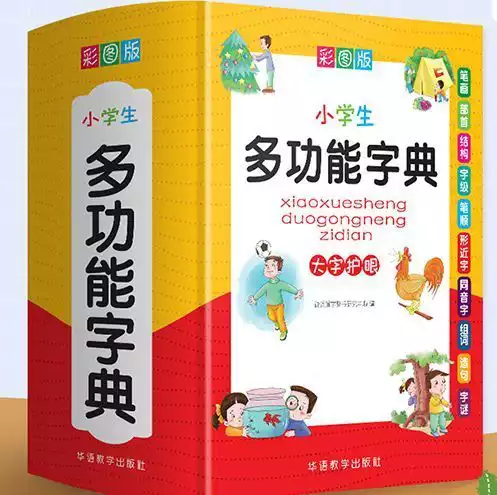 彩图版
小学生
多功能字典
华语教学出版社
彩图版
小学生
多功能字典
xiaoxuesheng
duogongneng
zidian
大字护眼
笔画
部首
结构
字级
笔顺
形近字
同音字
组词
造句
字谜
华语教学出版社